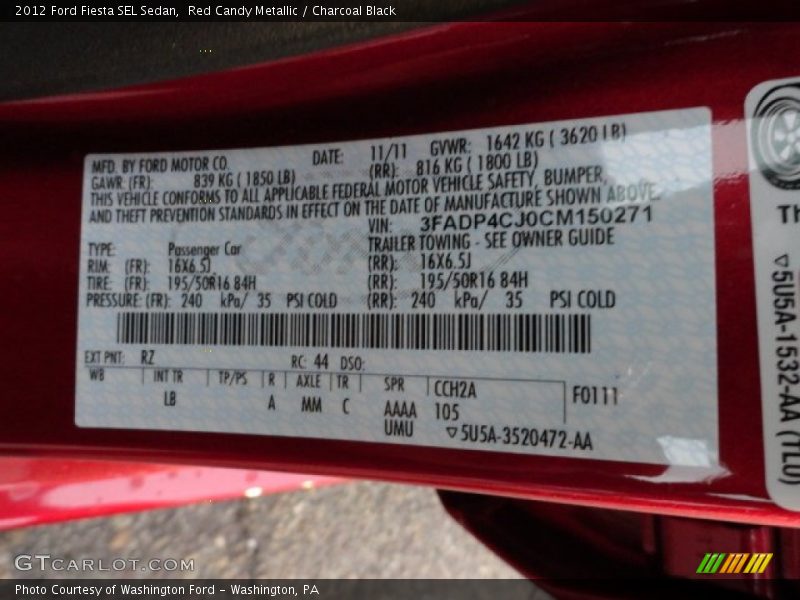 2012 Ford Fiesta SEL Sedan, Red Candy Metallic / Charcoal Black
MFD. BY FORD MOTOR CO. DATE: 11/11 GVWR: 1642 KG ( 3620 LB)
GAWR: (FR): 839 KG ( 1850 LB) (RR): 816 KG ( 1800 LB)
THIS VEHICLE CONFORMS TO ALL APPLICABLE FEDERAL MOTOR VEHICLE SAFETY, BUMPER,
AND THEFT PREVENTION STANDARDS IN EFFECT ON THE DATE OF MANUFACTURE SHOWN ABOVE.
VIN: 3FADP4CJ0CM150271
TYPE: Passenger Car TRAILER TOWING - SEE OWNER GUIDE
RIM: (FR): 16X6.5J (RR): 16X6.5J
TIRE: (FR): 195/50R16 84H (RR): 195/50R16 84H
PRESSURE: (FR): 240 kPa/ 35 PSI COLD (RR): 240 kPa/ 35 PSI COLD
EXT PNT: RZ RC: 44 DSO:
WB INT TR TP/PS R AXLE TR SPR CCH2A F0111
LB A MM C AAAA 105
UMU ▽5U5A-3520472-AA
Th
▽5U5A-1532-AA (TLU)
GTCARLOT.COM
Photo Courtesy of Washington Ford - Washington, PA